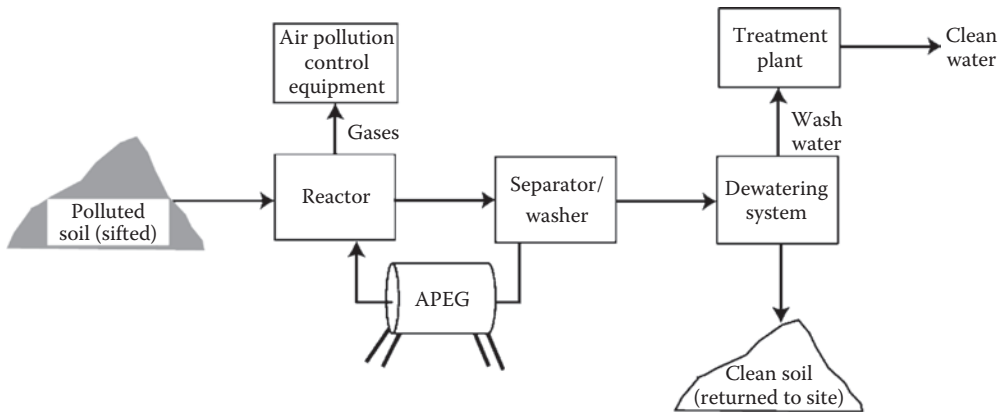 Air pollution
control
equipment
Treatment
plant
Clean
water
Gases
Wash
water
Polluted
soil (sifted)
Reactor
Separator/
washer
Dewatering
system
APEG
Clean soil
(returned to site)